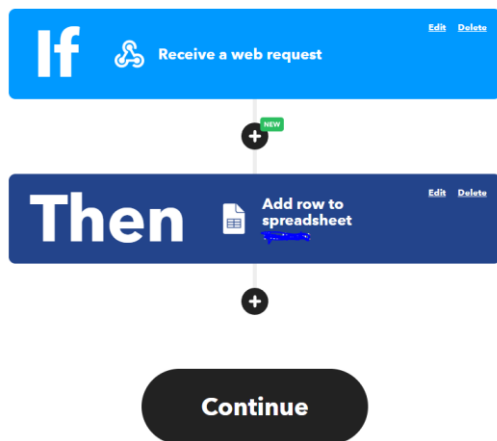 If
Receive a web request
Edit Delete
NEW
Then
Add row to
spreadsheet
Edit Delete
Continue